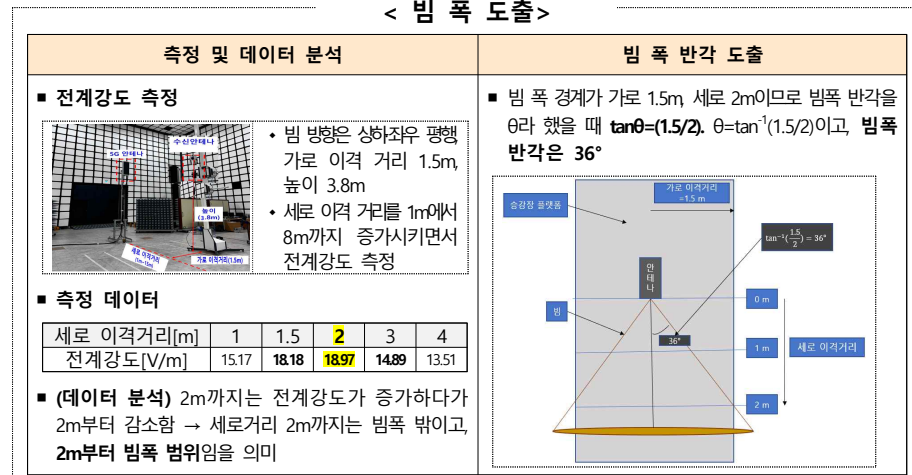 < 빔 폭 도출>
측정 및 데이터 분석
■ 전계강도 측정
5G 안테나
수신안테나
높이
(3.8m)
세로 이격거리
가로 이격거리(1.5m)
• 빔 방향은 상하좌우 평행,
가로 이격 거리 1.5m,
높이 3.8m
• 세로 이격 거리를 1m에서
8m까지 증가시키면서
전계강도 측정
■ 측정 데이터
세로 이격거리[m] 1 1.5 2 3 4
전계강도[V/m] 15.17 18.18 18.97 14.89 13.51
■ (데이터 분석) 2m까지는 전계강도가 증가하다가
2m부터 감소함 → 세로거리 2m까지는 빔폭 밖이고,
2m부터 빔폭 범위임을 의미
빔 폭 반각 도출
■ 빔 폭 경계가 가로 1.5m, 세로 2m이므로 빔폭 반각을
θ라 했을 때 tanθ=(1.5/2). θ=tan⁻¹(1.5/2)이고, 빔폭
반각은 36°
승강장 플랫폼
가로 이격거리
=1.5 m
tan⁻¹(1.5/2) = 36°
안
테
나
빔
36°
0 m
1 m
세로 이격거리
2 m